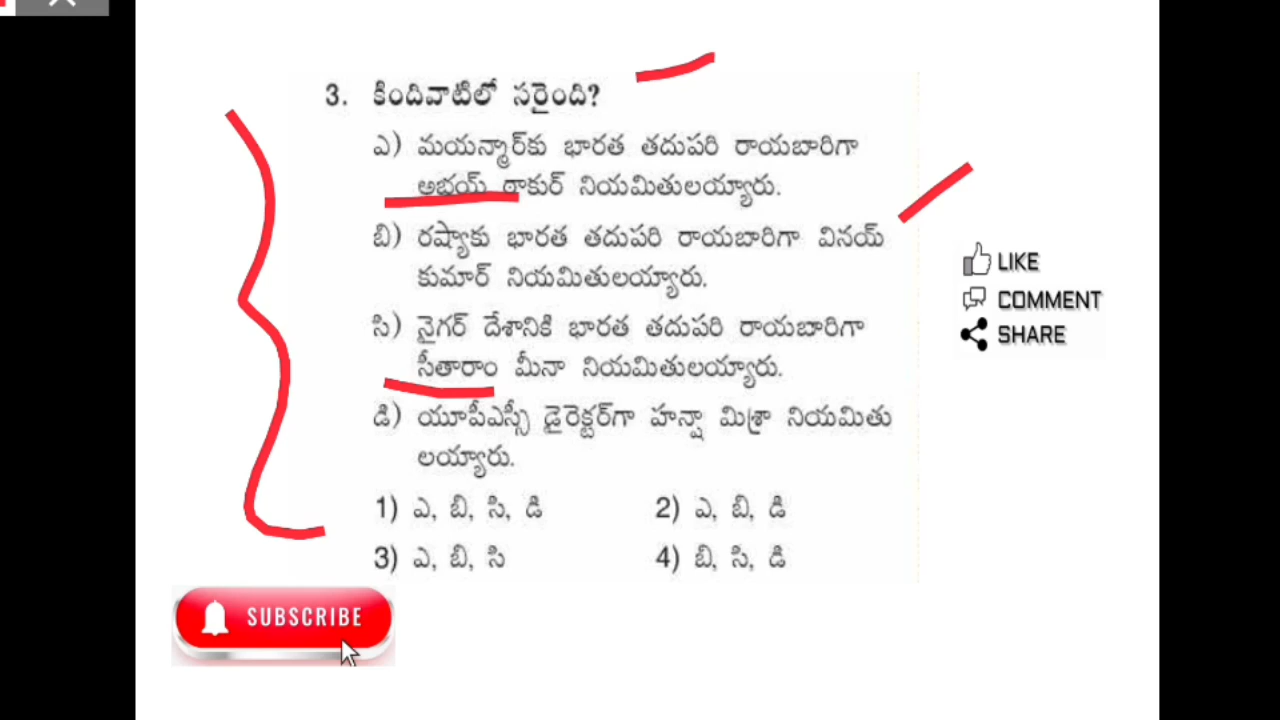 3. కిందివాటిలో సరైంది?
ఎ) మయన్మార్‌కు భారత తదుపరి రాయబారిగా
అభయ్ ఠాకుర్ నియమితులయ్యారు.
బి) రష్యాకు భారత తదుపరి రాయబారిగా వినయ్
కుమార్ నియమితులయ్యారు.
సి) నైగర్ దేశానికి భారత తదుపరి రాయబారిగా
సీతారాం మీనా నియమితులయ్యారు.
డి) యూపీఎస్సీ డైరెక్టర్‌గా హన్షా మిశ్రా నియమితు
లయ్యారు.
1) ఎ, బి, సి, డి 2) ఎ, బి, డి
3) ఎ, బి, సి 4) బి, సి, డి
LIKE
COMMENT
SHARE
SUBSCRIBE